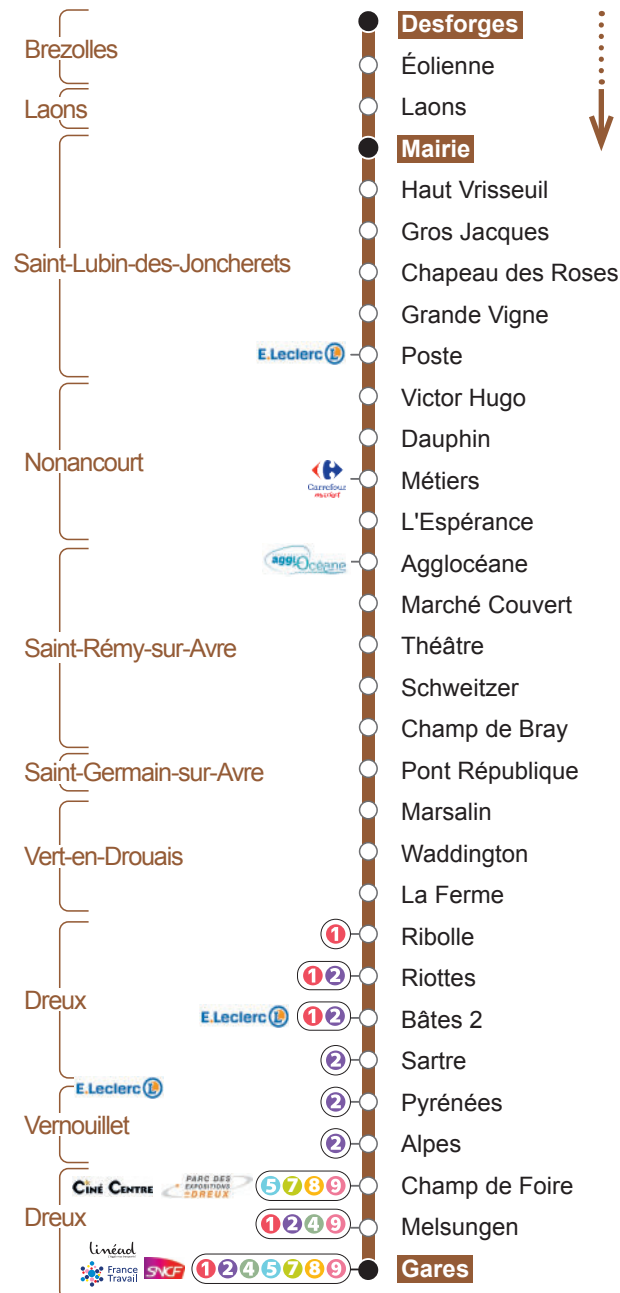 Desforges
Brezolles
Éolienne
Laons
Laons
Mairie
Haut Vrisseuil
Gros Jacques
Saint-Lubin-des-Joncherets
Chapeau des Roses
Grande Vigne
E.Leclerc L
Poste
Victor Hugo
Dauphin
Nonancourt
Carrefour
market
Métiers
L'Espérance
aggl'Océane
Agglocéane
Marché Couvert
Saint-Rémy-sur-Avre
Théâtre
Schweitzer
Champ de Bray
Saint-Germain-sur-Avre
Pont République
Marsalin
Vert-en-Drouais
Waddington
La Ferme
1 Ribolle
1 2 Riottes
Dreux
E.Leclerc L 1 2 Bâtes 2
2 Sartre
E.Leclerc L
2 Pyrénées
Vernouillet
2 Alpes
CINÉ CENTRE
PARC DES
EXPOSITIONS
DREUX
5 7 8 9 Champ de Foire
Dreux
1 2 4 9 Melsungen
linéad
France
Travail
SNCF
1 2 4 5 7 8 9 Gares